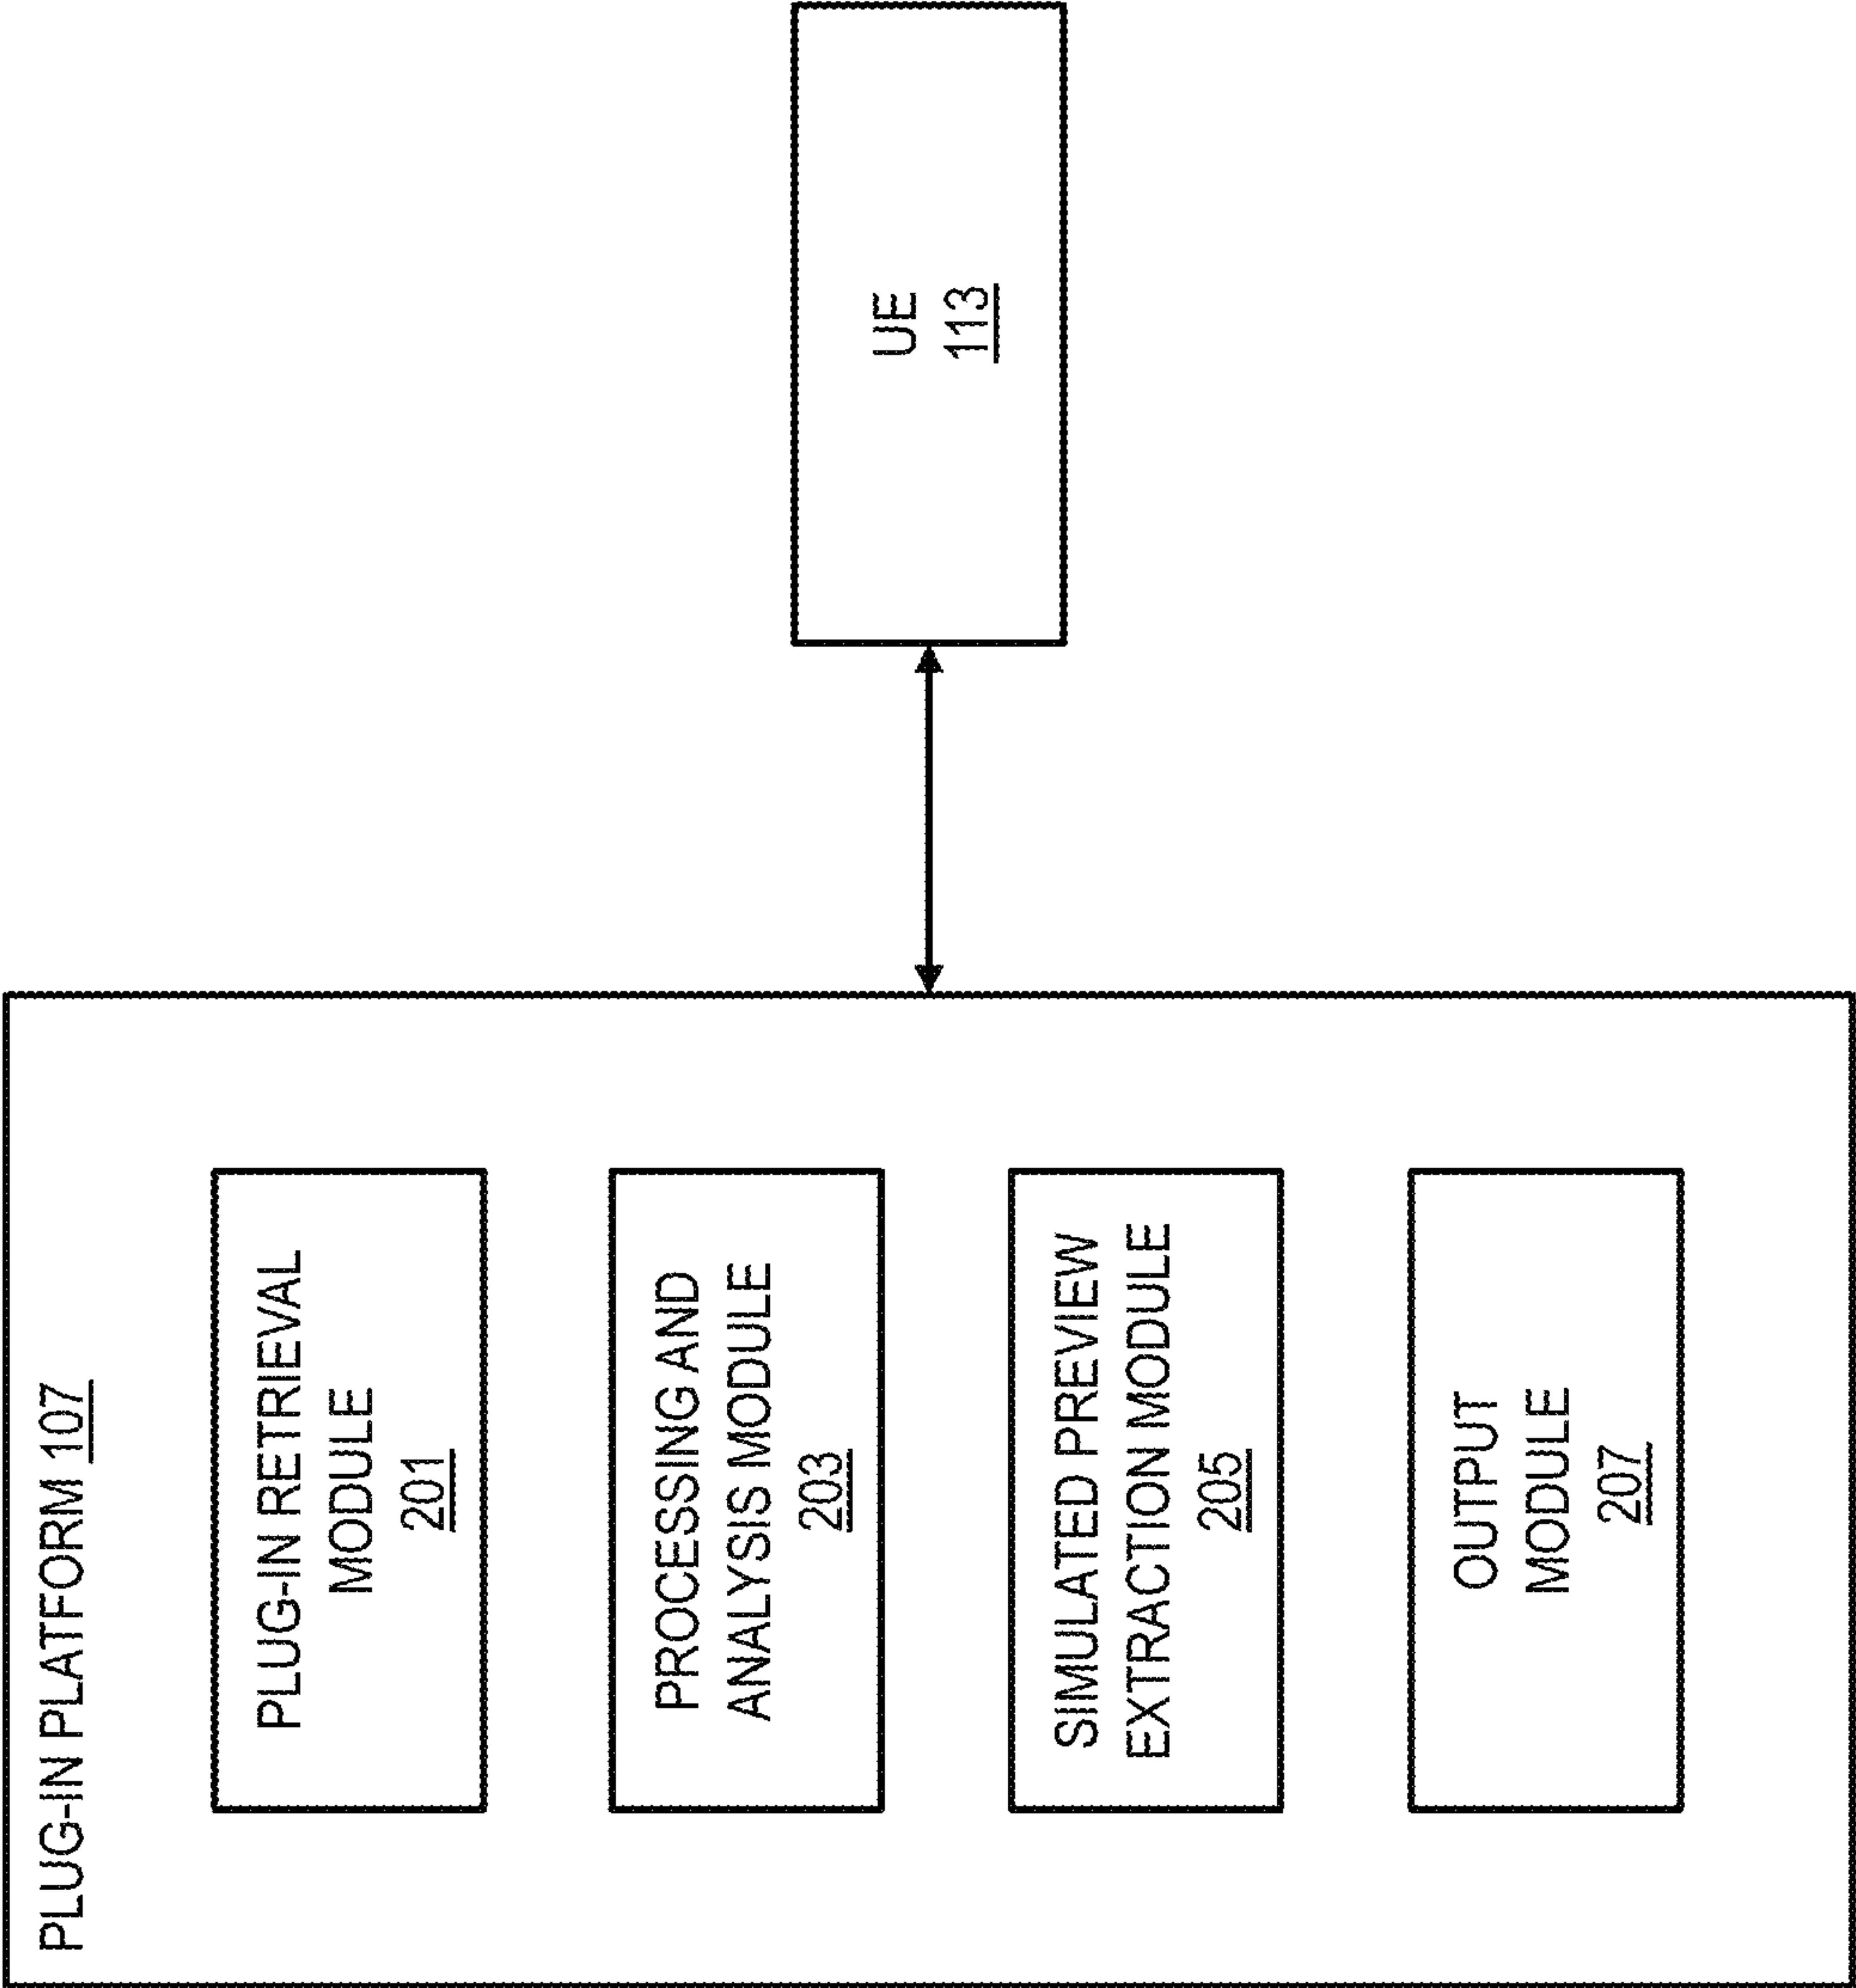 PLUG-IN PLATFORM 107
PLUG-IN RETRIEVAL
MODULE
201
PROCESSING AND
ANALYSIS MODULE
203
SIMULATED PREVIEW
EXTRACTION MODULE
205
OUTPUT
MODULE
207
UE
113